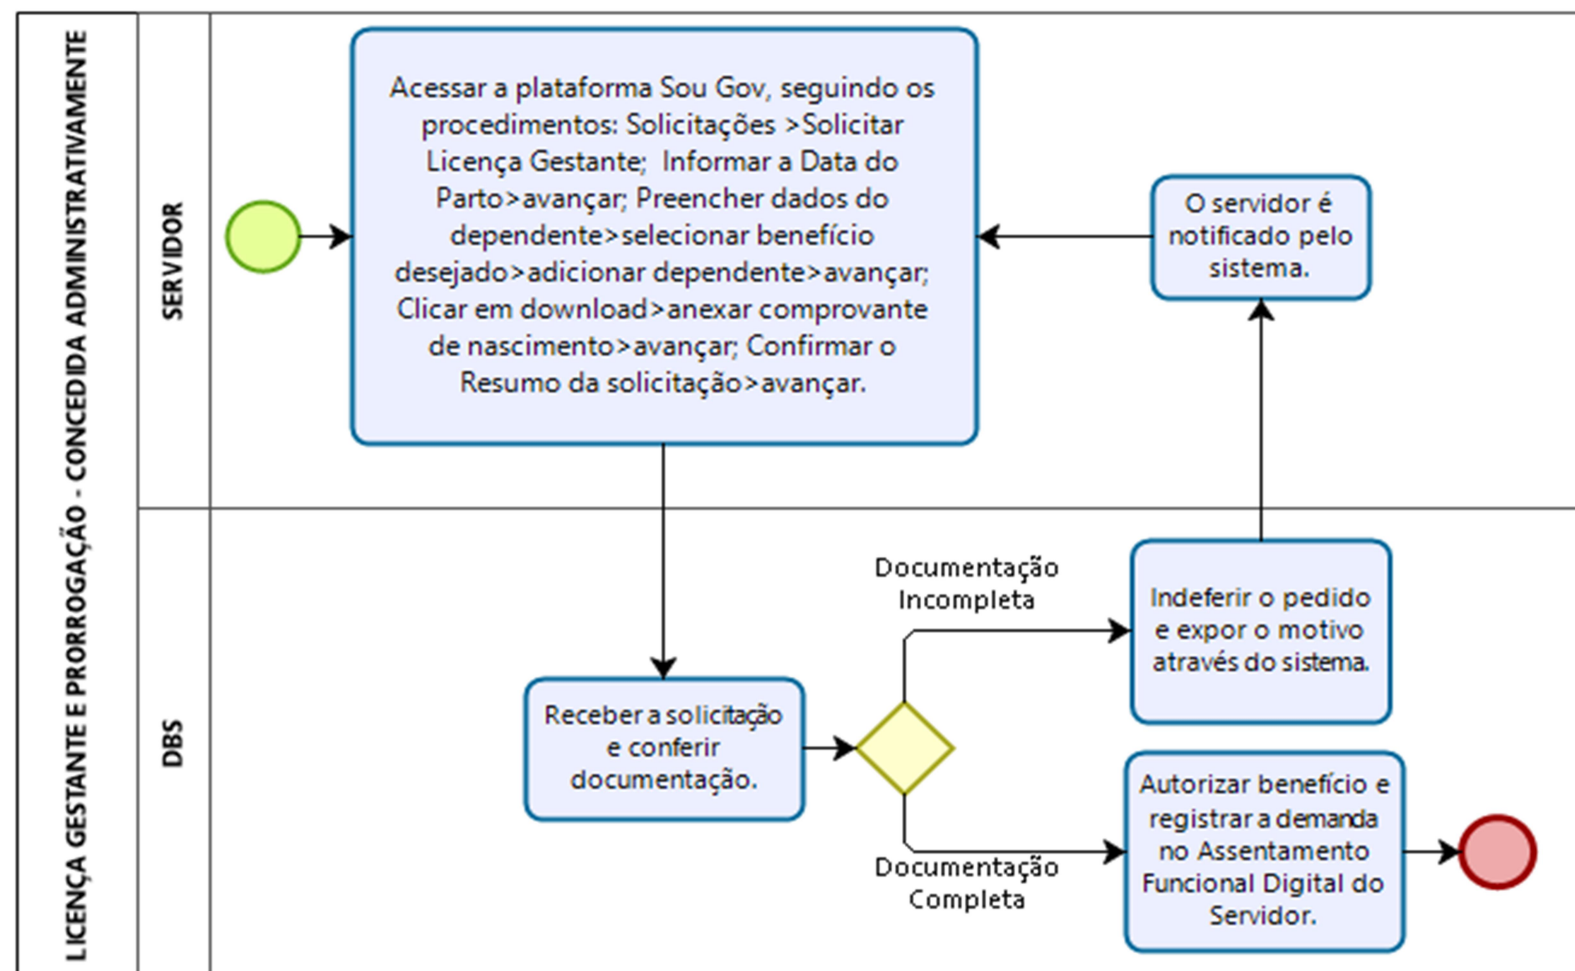 LICENÇA GESTANTE E PRORROGAÇÃO - CONCEDIDA ADMINISTRATIVAMENTE
SERVIDOR
Acessar a plataforma Sou Gov, seguindo os
procedimentos: Solicitações >Solicitar
Licença Gestante;  Informar a Data do
Parto>avançar; Preencher dados do
dependente>selecionar benefício
desejado>adicionar dependente>avançar;
Clicar em download>anexar comprovante
de nascimento>avançar; Confirmar o
Resumo da solicitação>avançar.
O servidor é
notificado pelo
sistema.
DBS
Receber a solicitação
e conferir
documentação.
Documentação
Incompleta
Indeferir o pedido
e expor o motivo
através do sistema.
Documentação
Completa
Autorizar benefício e
registrar a demanda
no Assentamento
Funcional Digital do
Servidor.